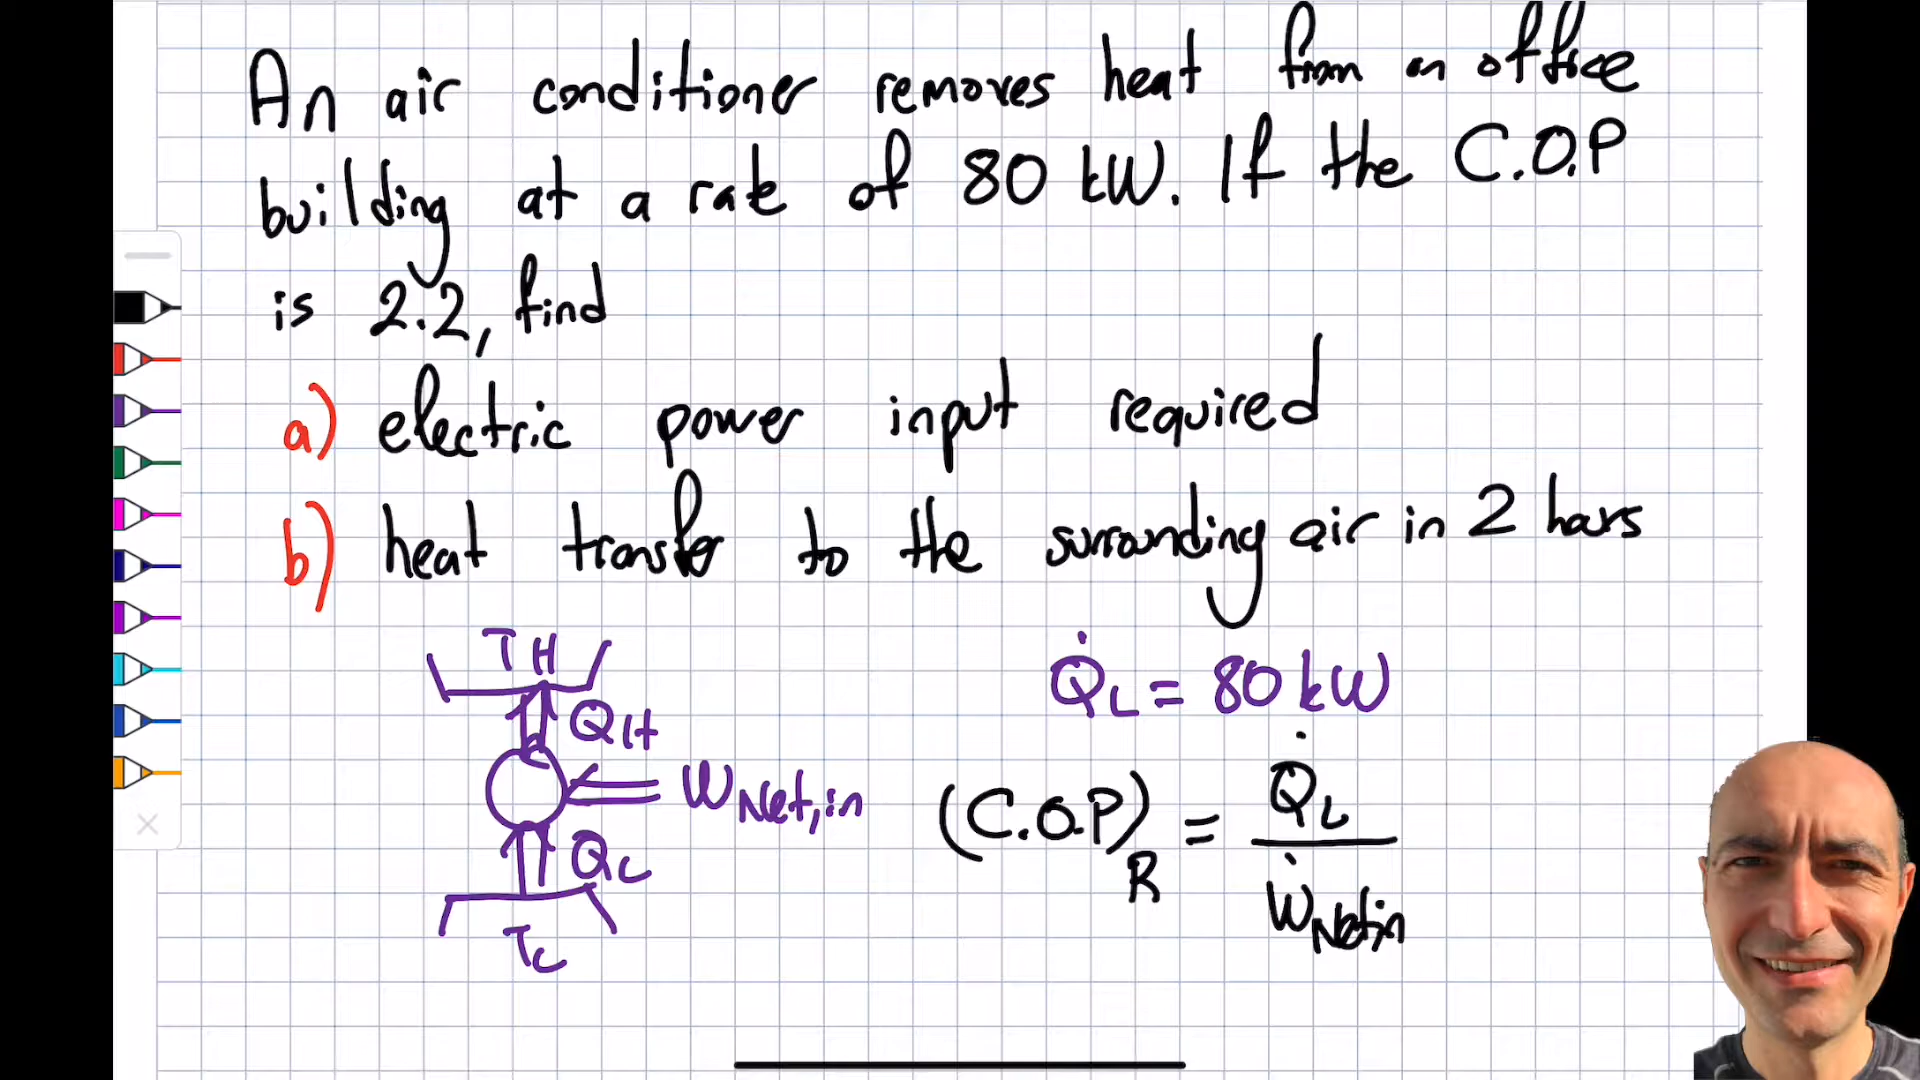 An air conditioner removes heat from an office
building at a rate of 80 kW. If the C.O.P
is 2.2, find
a) electric power input required
b) heat transfer to the surrounding air in 2 hours
TH
QH
WNet,in
QL
TL
Q̇L = 80 kW
(C.O.P)R = Q̇L
ẆNet,in